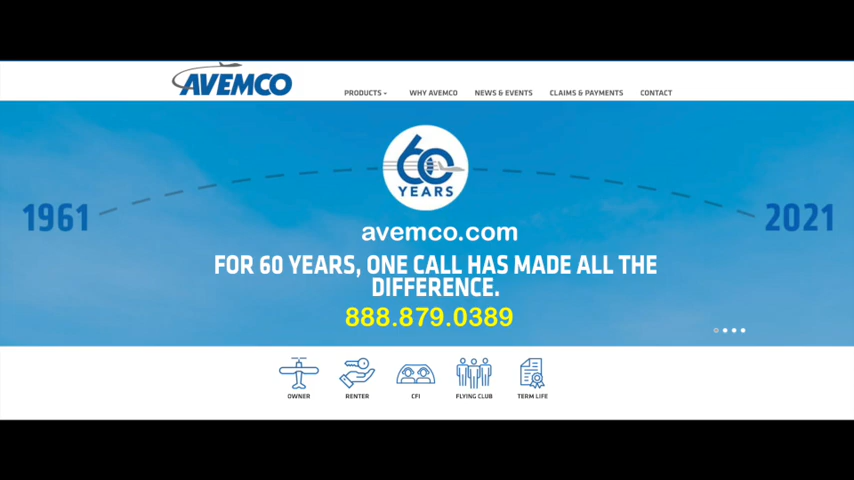 AVEMCO
PRODUCTS
WHY AVEMCO
NEWS & EVENTS
CLAIMS & PAYMENTS
CONTACT
60
YEARS
1961
2021
avemco.com
FOR 60 YEARS, ONE CALL HAS MADE ALL THE
DIFFERENCE.
888.879.0389
OWNER
RENTER
CFI
FLYING CLUB
TERM LIFE